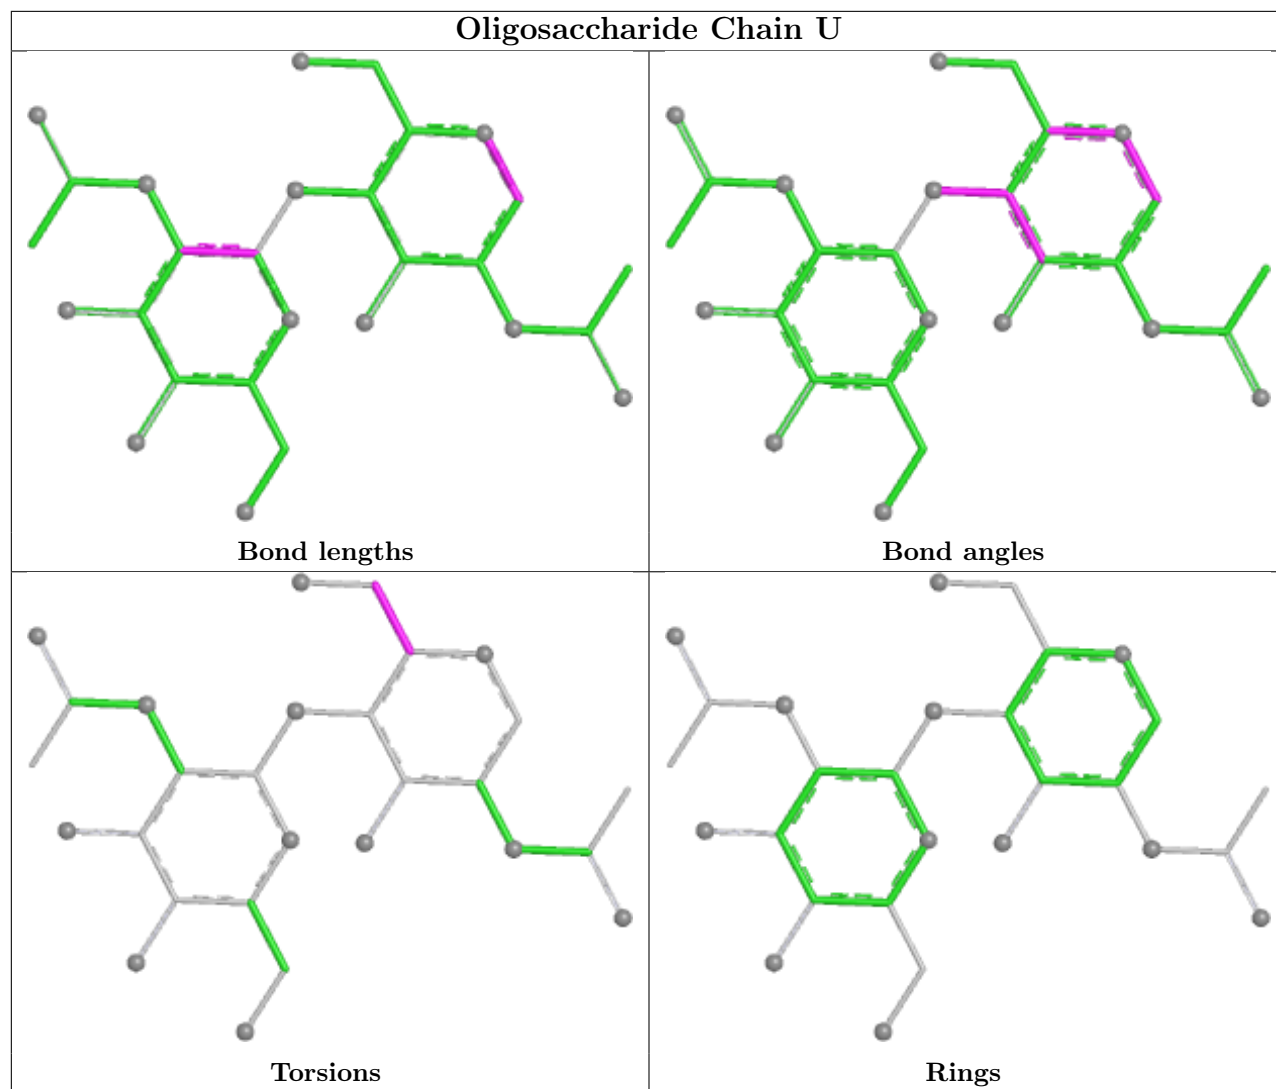 Oligosaccharide Chain U
Bond lengths
Bond angles
Torsions
Rings